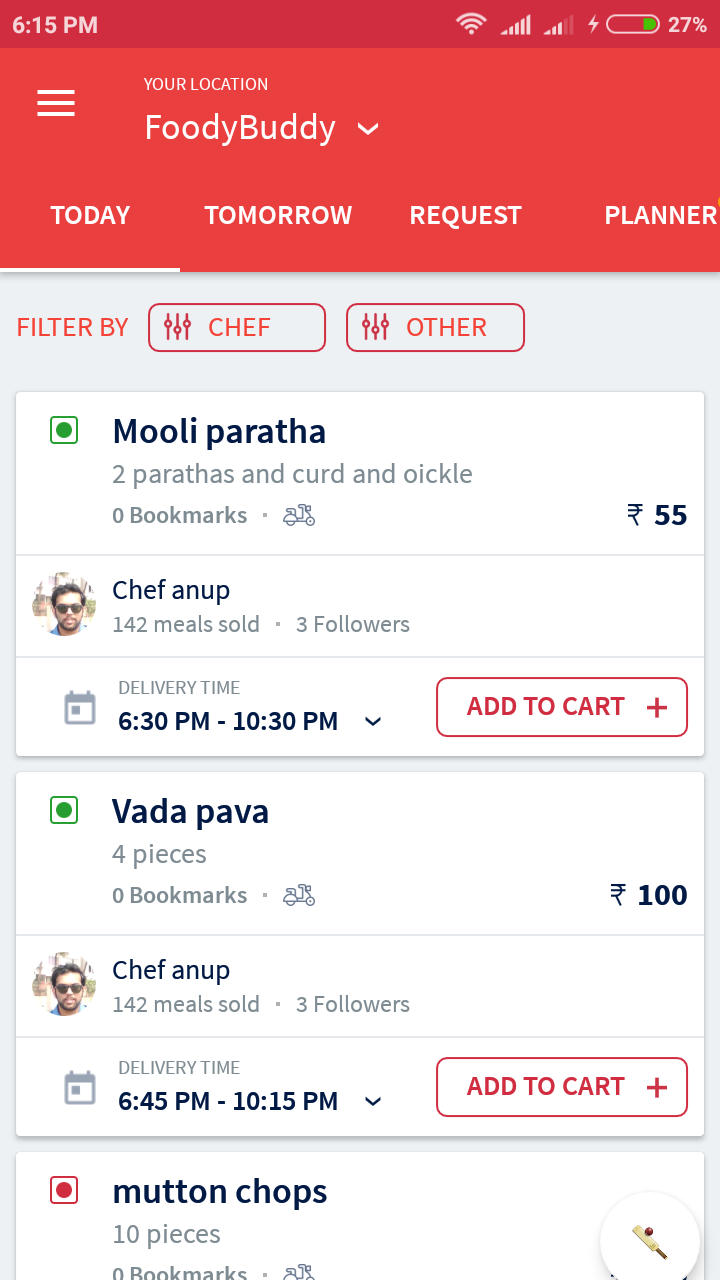 6:15 PM 27%
YOUR LOCATION
FoodyBuddy
TODAY TOMORROW REQUEST PLANNER
FILTER BY CHEF OTHER
Mooli paratha
2 parathas and curd and oickle
0 Bookmarks · ₹ 55
Chef anup
142 meals sold · 3 Followers
DELIVERY TIME
6:30 PM - 10:30 PM ADD TO CART +
Vada pava
4 pieces
0 Bookmarks · ₹ 100
Chef anup
142 meals sold · 3 Followers
DELIVERY TIME
6:45 PM - 10:15 PM ADD TO CART +
mutton chops
10 pieces
0 Bookmarks ·